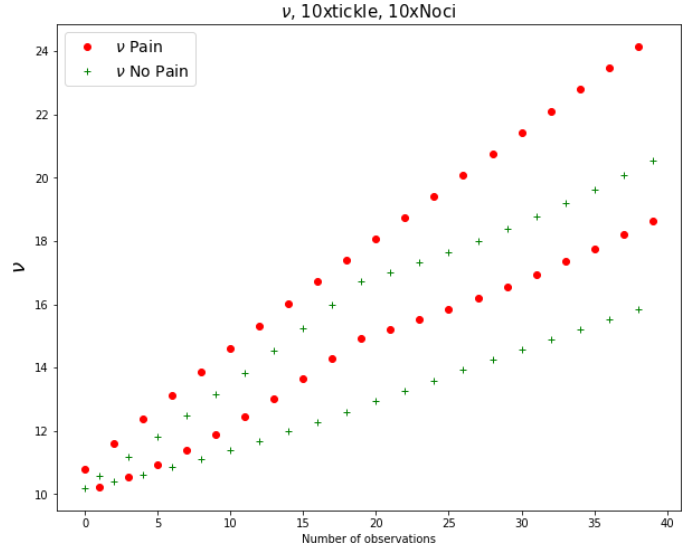 ν, 10xtickle, 10xNoci
ν Pain
ν No Pain
24
22
20
18
16
14
12
10
ν
0 5 10 15 20 25 30 35 40
Number of observations